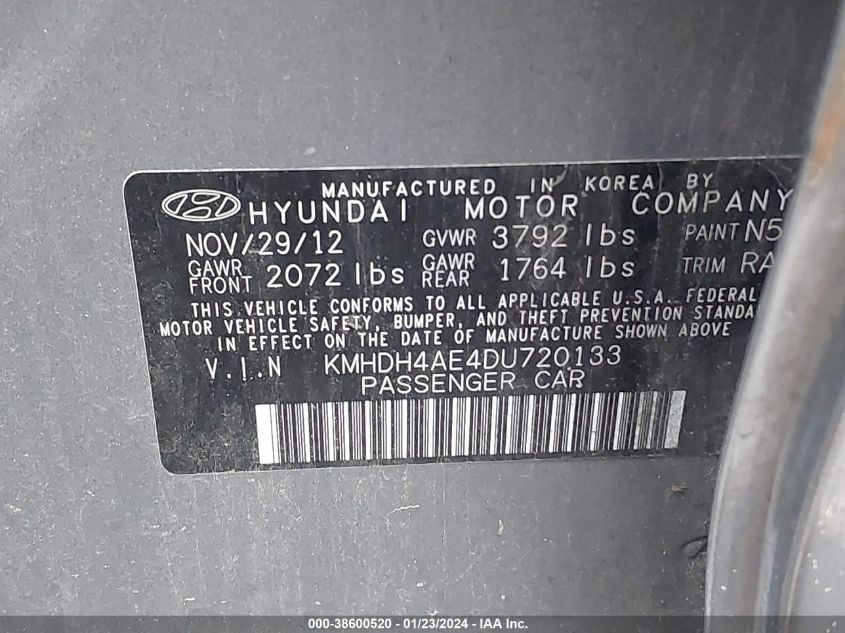 MANUFACTURED IN KOREA BY
HYUNDAI MOTOR COMPANY
NOV/29/12 GVWR 3792 lbs PAINT N5
GAWR FRONT 2072 lbs GAWR REAR 1764 lbs TRIM RA
THIS VEHICLE CONFORMS TO ALL APPLICABLE U.S.A. FEDERAL
MOTOR VEHICLE SAFETY, BUMPER, AND THEFT PREVENTION STANDA
IN EFFECT ON THE DATE OF MANUFACTURE SHOWN ABOVE
V.I.N KMHDH4AE4DU720133
PASSENGER CAR
000-38600520 - 01/23/2024 - IAA Inc.